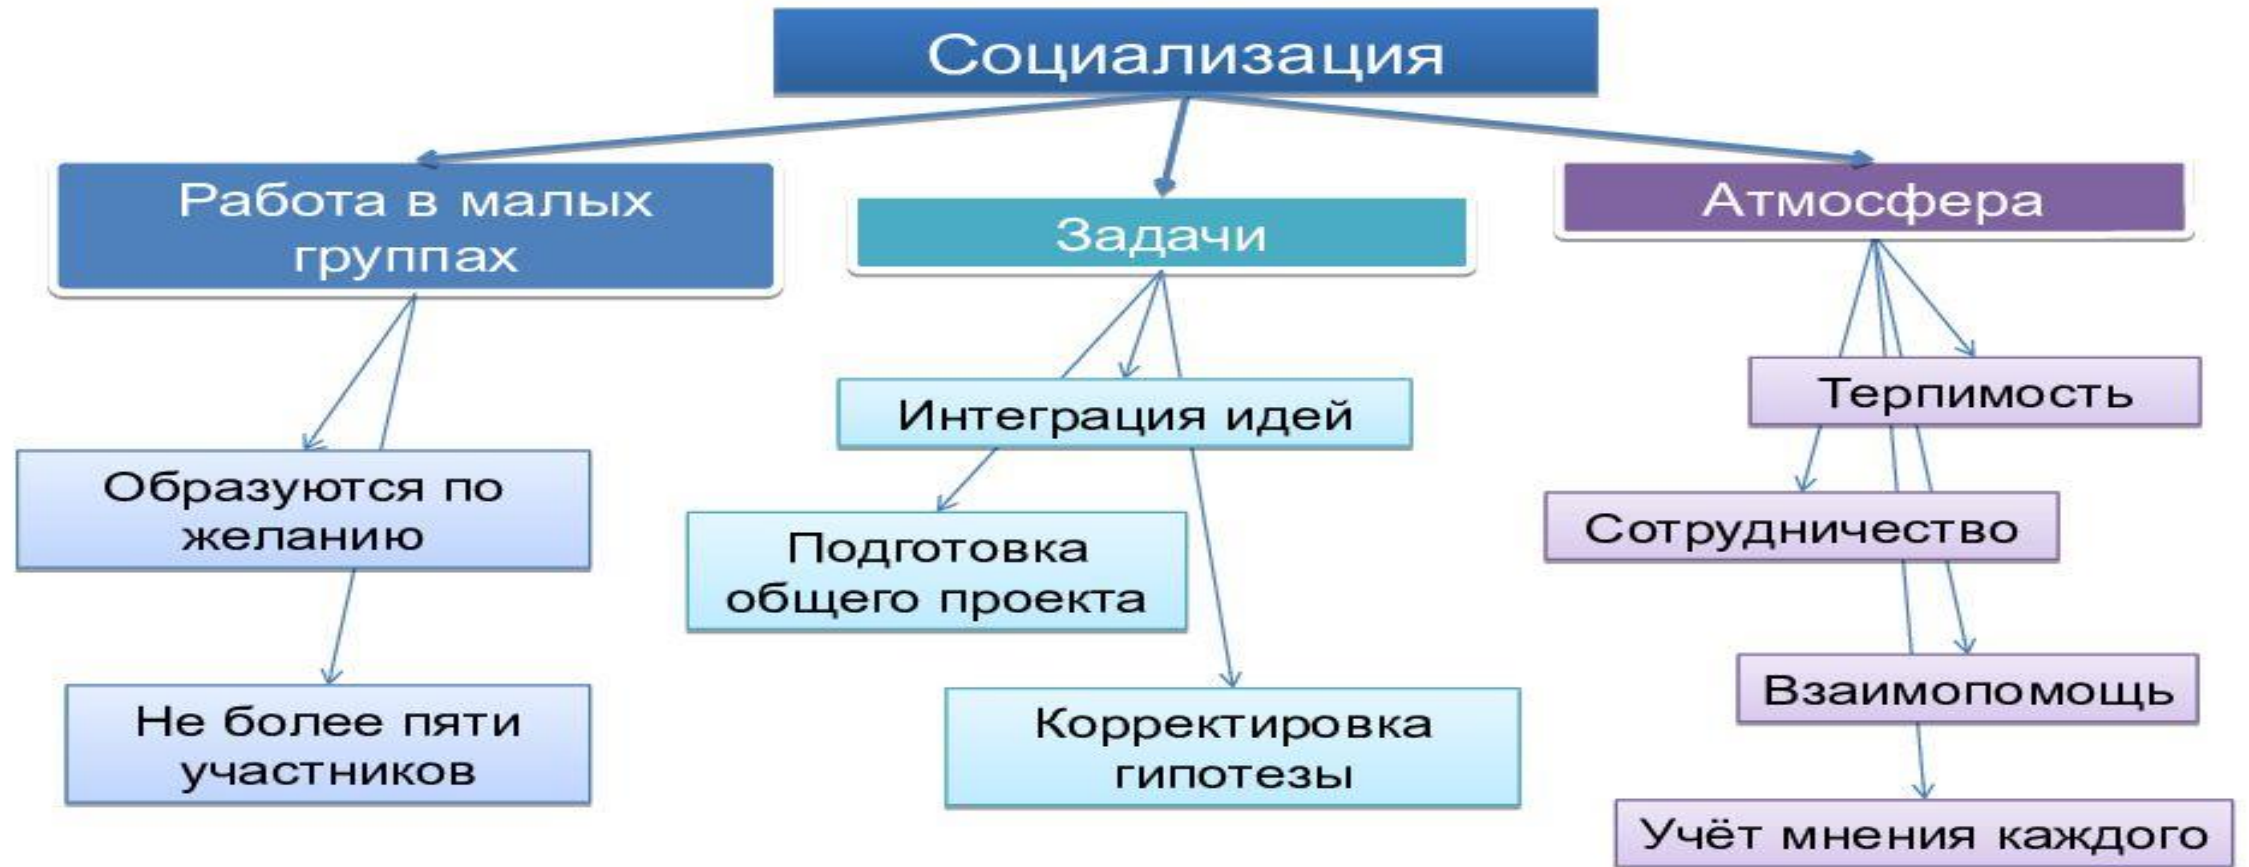 Социализация
Работа в малых
группах
Задачи
Атмосфера
Образуются по
желанию
Не более пяти
участников
Интеграция идей
Подготовка
общего проекта
Корректировка
гипотезы
Терпимость
Сотрудничество
Взаимопомощь
Учёт мнения каждого